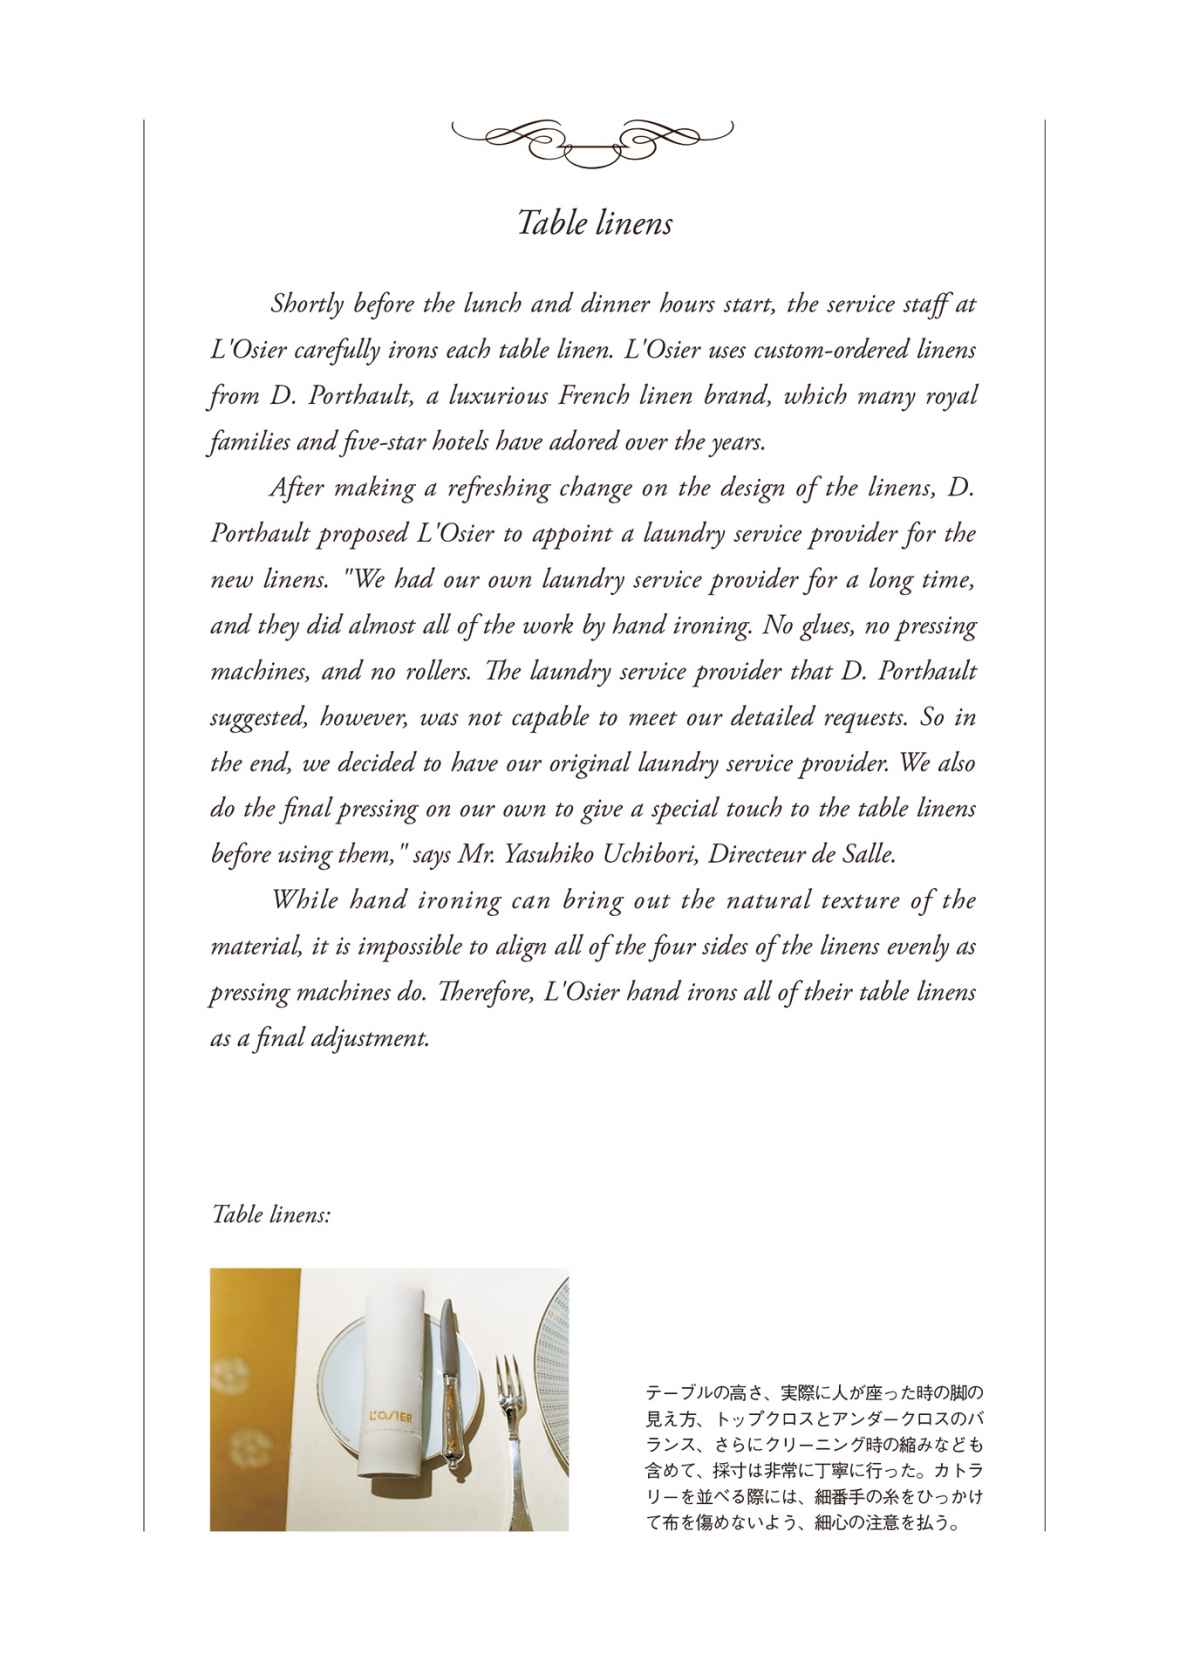 Table linens
Shortly before the lunch and dinner hours start, the service staff at
L'Osier carefully irons each table linen. L'Osier uses custom-ordered linens
from D. Porthault, a luxurious French linen brand, which many royal
families and five-star hotels have adored over the years.
After making a refreshing change on the design of the linens, D.
Porthault proposed L'Osier to appoint a laundry service provider for the
new linens. "We had our own laundry service provider for a long time,
and they did almost all of the work by hand ironing. No glues, no pressing
machines, and no rollers. The laundry service provider that D. Porthault
suggested, however, was not capable to meet our detailed requests. So in
the end, we decided to have our original laundry service provider. We also
do the final pressing on our own to give a special touch to the table linens
before using them," says Mr. Yasuhiko Uchibori, Directeur de Salle.
While hand ironing can bring out the natural texture of the
material, it is impossible to align all of the four sides of the linens evenly as
pressing machines do. Therefore, L'Osier hand irons all of their table linens
as a final adjustment.
Table linens:
L'OSIER
テーブルの高さ、実際に人が座った時の脚の
見え方、トップクロスとアンダークロスのバ
ランス、さらにクリーニング時の縮みなども
含めて、採寸は非常に丁寧に行った。カトラ
リーを並べる際には、細番手の糸をひっかけ
て布を傷めないよう、細心の注意を払う。